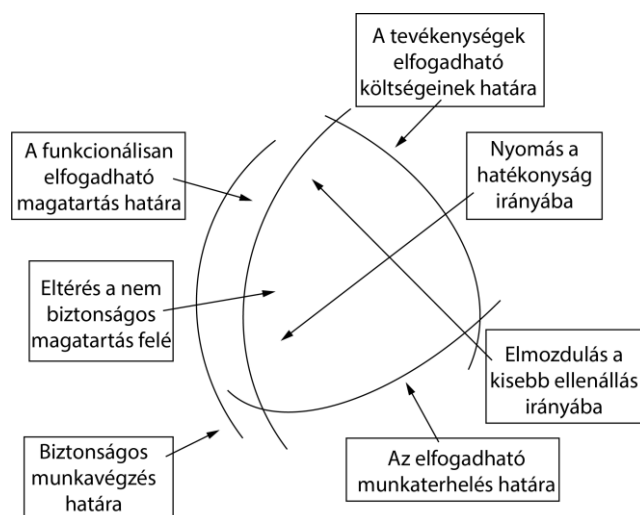 A tevékenységek
elfogadható
költségeinek határa
A funkcionálisan
elfogadható
magatartás határa
Nyomás a
hatékonyság
irányába
Eltérés a nem
biztonságos
magatartás felé
Elmozdulás a
kisebb ellenállás
irányába
Biztonságos
munkavégzés
határa
Az elfogadható
munkaterhelés határa